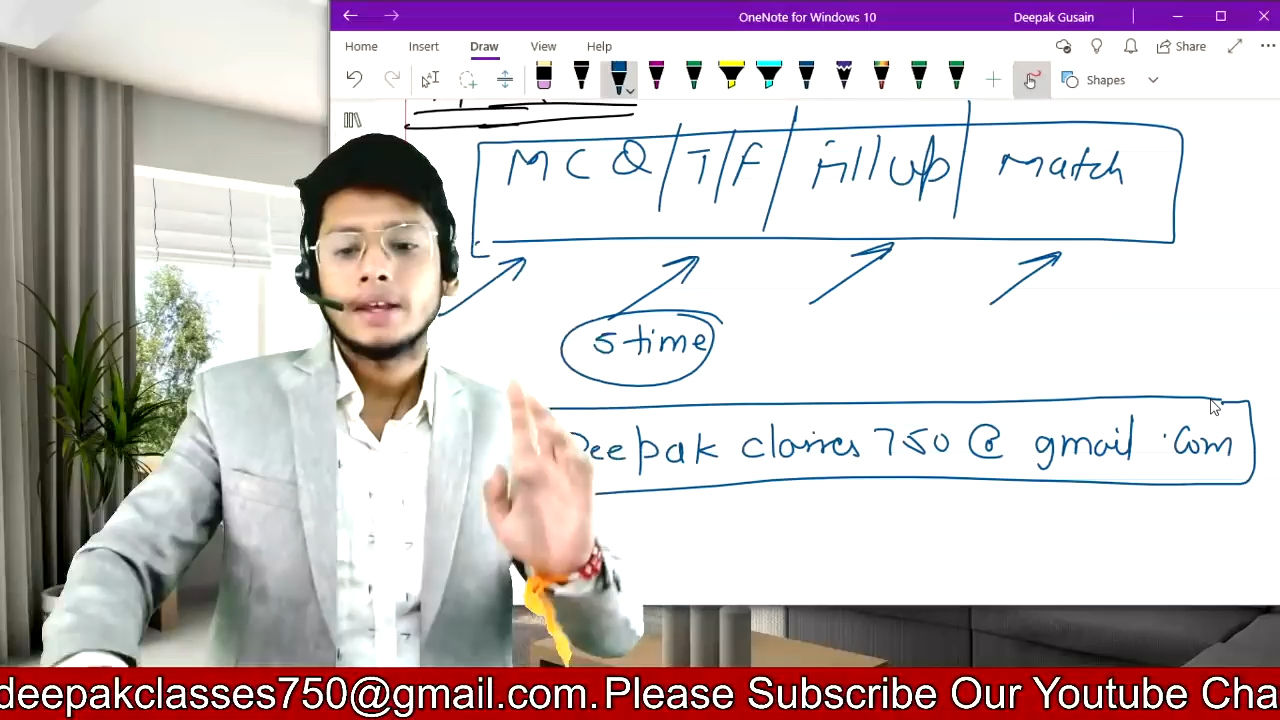 OneNote for Windows 10 Deepak Gusain
Home Insert Draw View Help Share
Shapes
MCQ / T/F / Fill up / Match
5 time
Deepak classes 750@gmail.com
deepakclasses750@gmail.com. Please Subscribe Our Youtube Cha